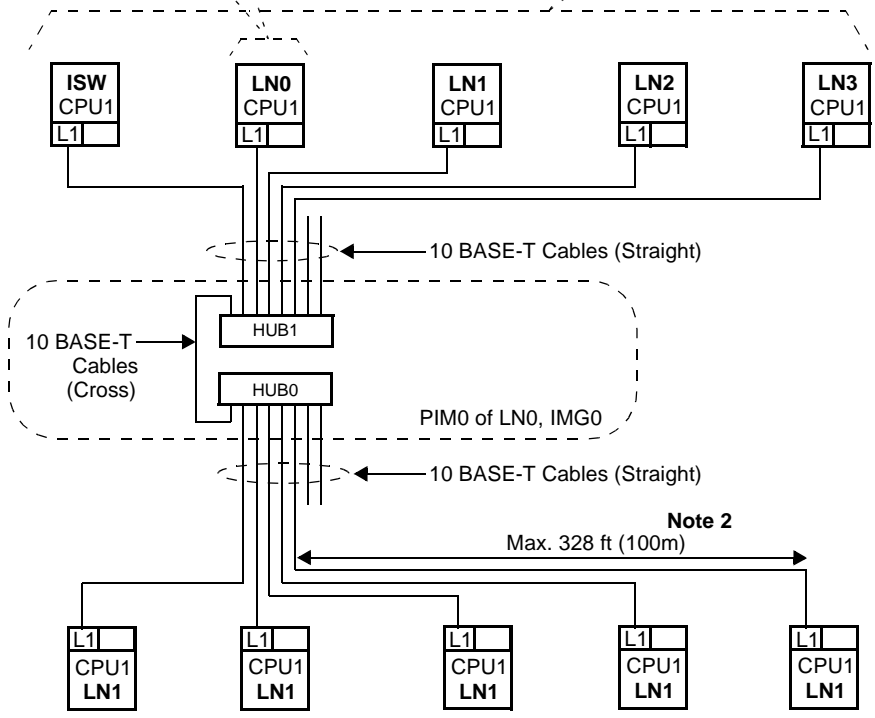 ISW
CPU1
L1
LN0
CPU1
L1
LN1
CPU1
L1
LN2
CPU1
L1
LN3
CPU1
L1
10 BASE-T Cables (Straight)
HUB1
10 BASE-T
Cables
(Cross)
HUB0
PIM0 of LN0, IMG0
10 BASE-T Cables (Straight)
Note 2
Max. 328 ft (100m)
L1
CPU1
LN1
L1
CPU1
LN1
L1
CPU1
LN1
L1
CPU1
LN1
L1
CPU1
LN1